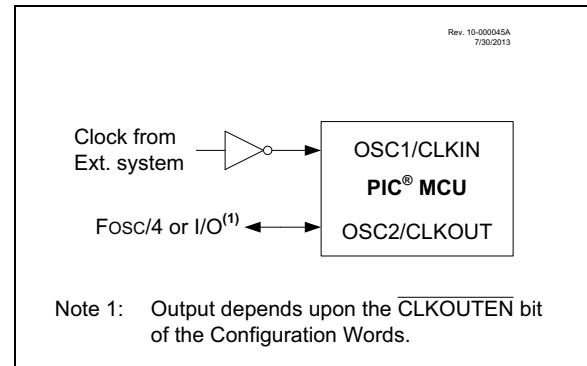 Rev. 10-000045A
7/30/2013
Clock from
Ext. system
OSC1/CLKIN
PIC® MCU
FOSC/4 or I/O(1)
OSC2/CLKOUT
Note 1: Output depends upon the CLKOUTEN bit
of the Configuration Words.